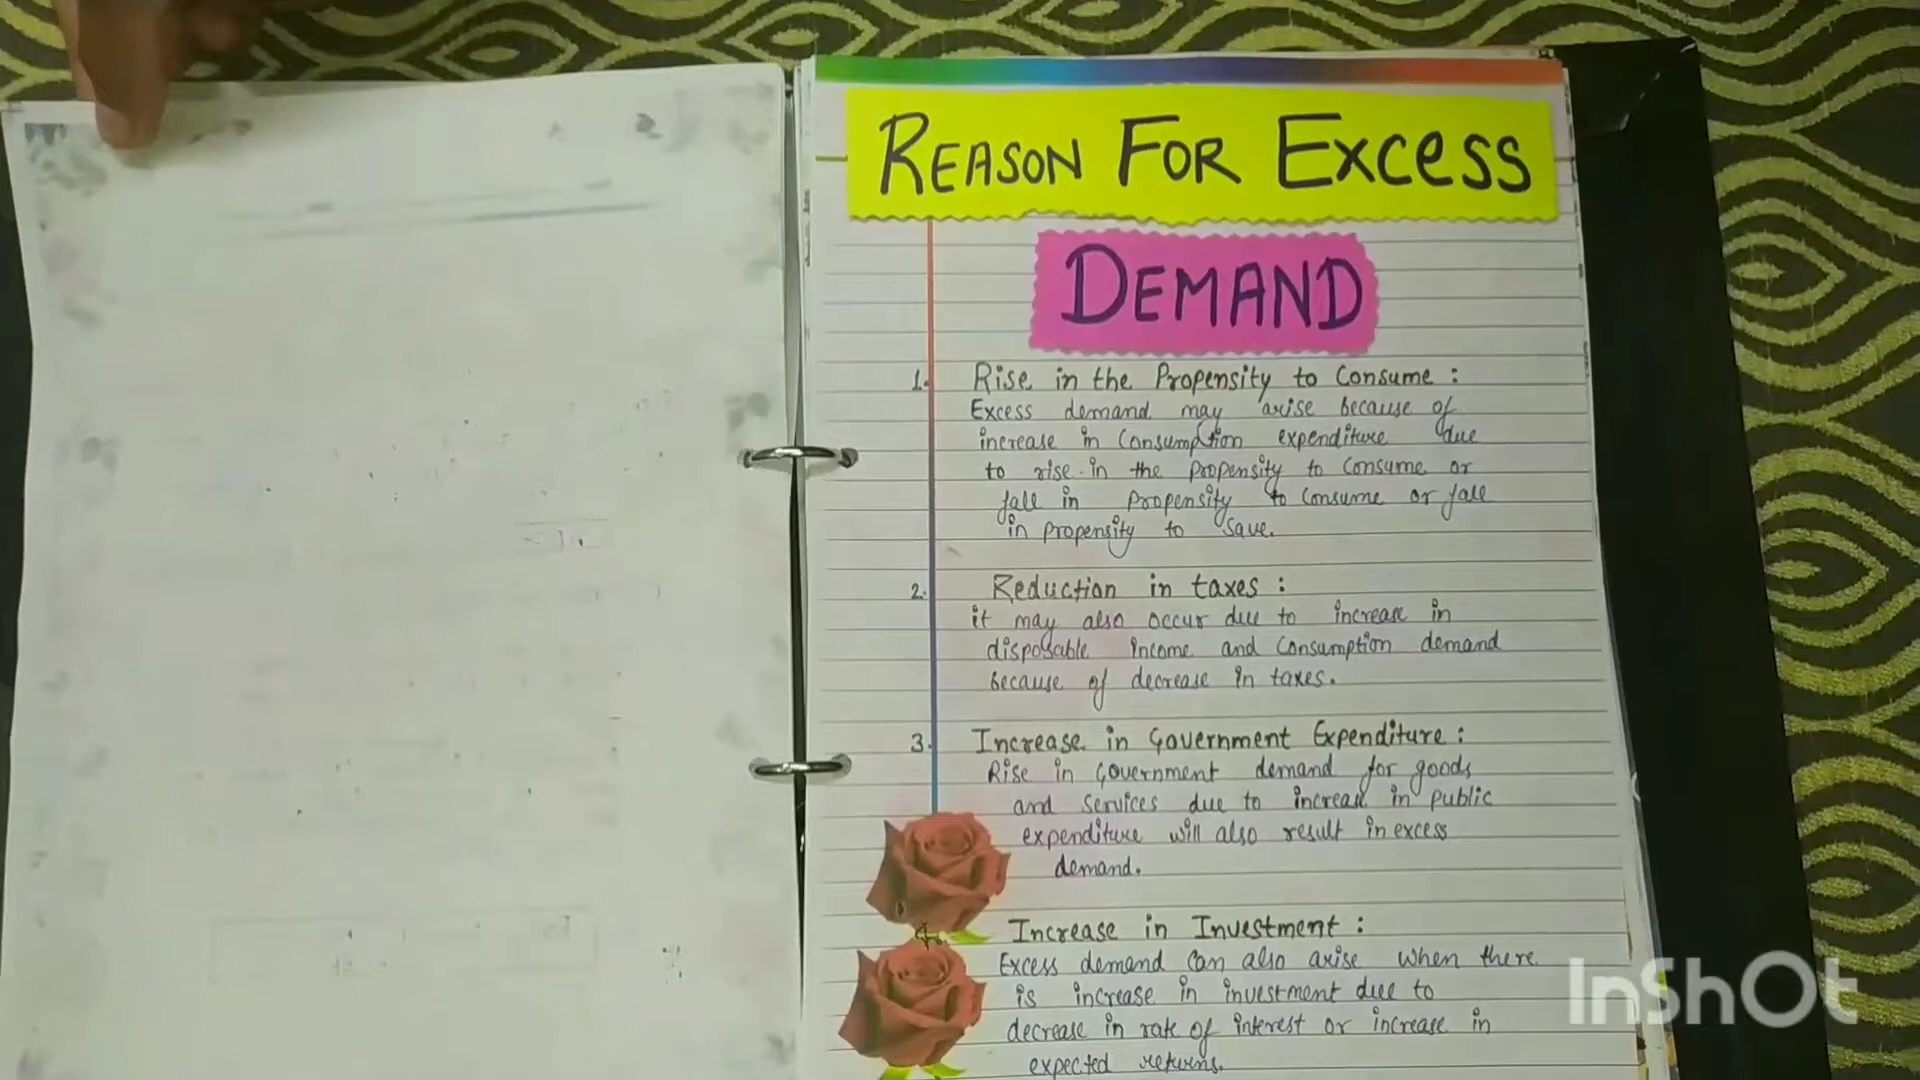 REASON FOR EXCESS
DEMAND
1. Rise in the Propensity to Consume :
Excess demand may arise because of
increase in consumption expenditure due
to rise in the propensity to consume or
fall in propensity to consume or fall
in propensity to save.
2. Reduction in taxes :
it may also occur due to increase in
disposable income and consumption demand
because of decrease in taxes.
3. Increase in Government Expenditure :
Rise in Government demand for goods
and services due to increase in public
expenditure will also result in excess
demand.
4. Increase in Investment :
Excess demand can also arise when there
is increase in investment due to
decrease in rate of interest or increase in
expected returns.
InShOt